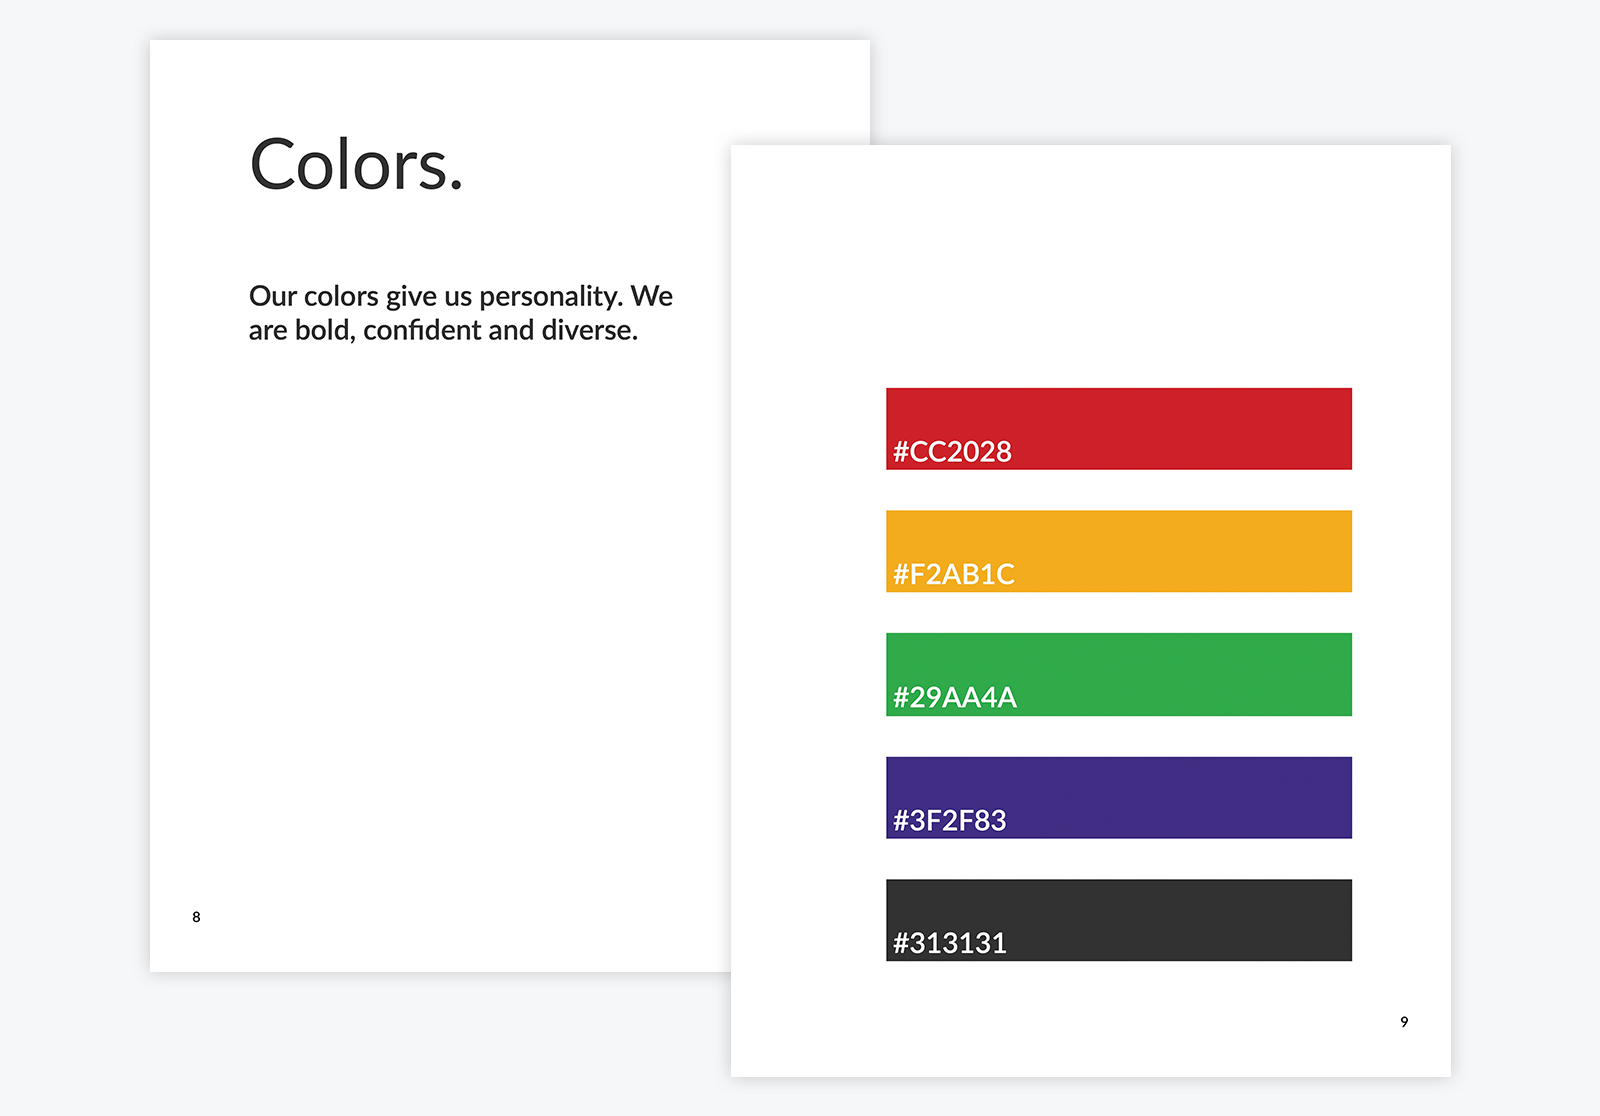 Colors.
Our colors give us personality. We
are bold, confident and diverse.
8
#CC2028
#F2AB1C
#29AA4A
#3F2F83
#313131
9